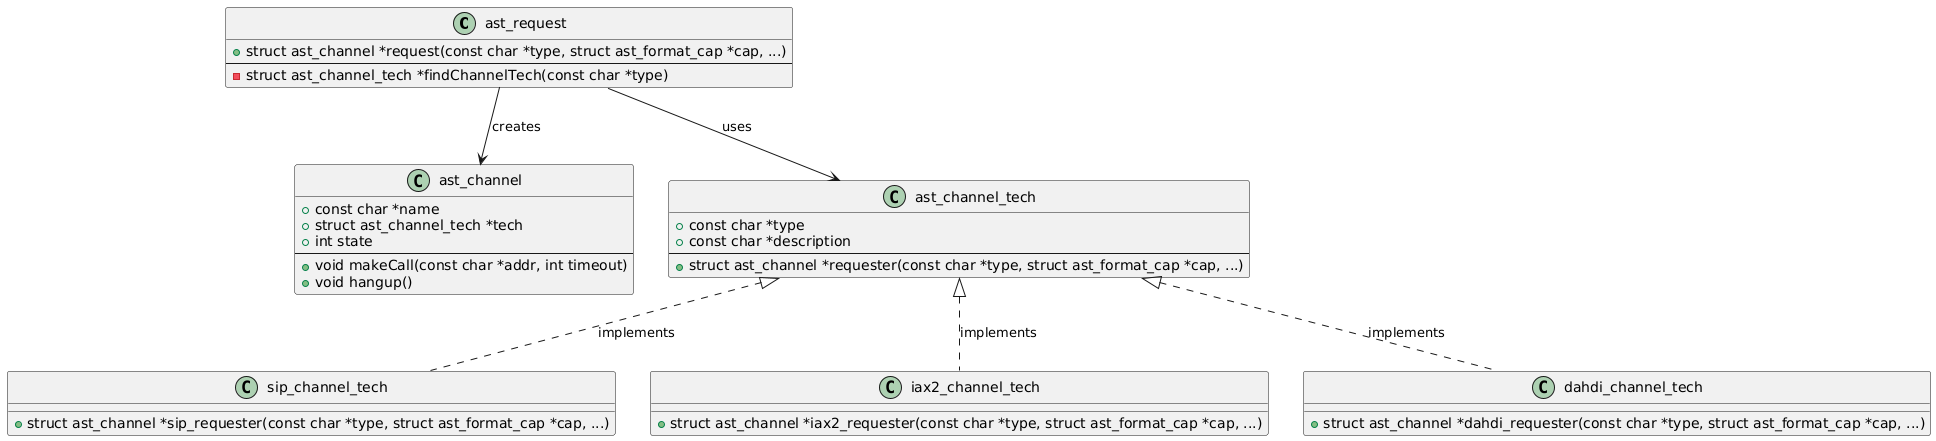 C ast_request
struct ast_channel *request(const char *type, struct ast_format_cap *cap, ...)
struct ast_channel_tech *findChannelTech(const char *type)
creates
uses
C ast_channel
const char *name
struct ast_channel_tech *tech
int state
void makeCall(const char *addr, int timeout)
void hangup()
C ast_channel_tech
const char *type
const char *description
struct ast_channel *requester(const char *type, struct ast_format_cap *cap, ...)
implements
implements
implements
C sip_channel_tech
struct ast_channel *sip_requester(const char *type, struct ast_format_cap *cap, ...)
C iax2_channel_tech
struct ast_channel *iax2_requester(const char *type, struct ast_format_cap *cap, ...)
C dahdi_channel_tech
struct ast_channel *dahdi_requester(const char *type, struct ast_format_cap *cap, ...)